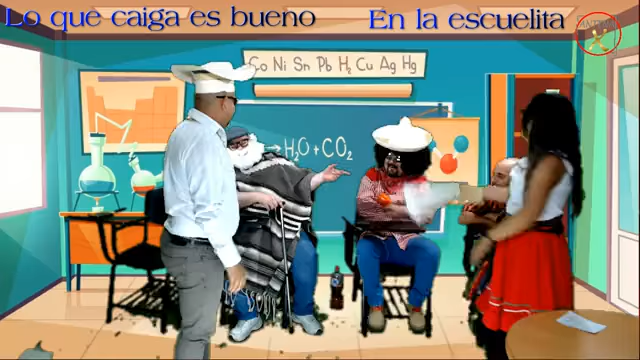 Lo que caiga es bueno
En la escuelita
Co Ni Sn Pb H₂ Cu Ag Hg
→ H₂O + CO₂